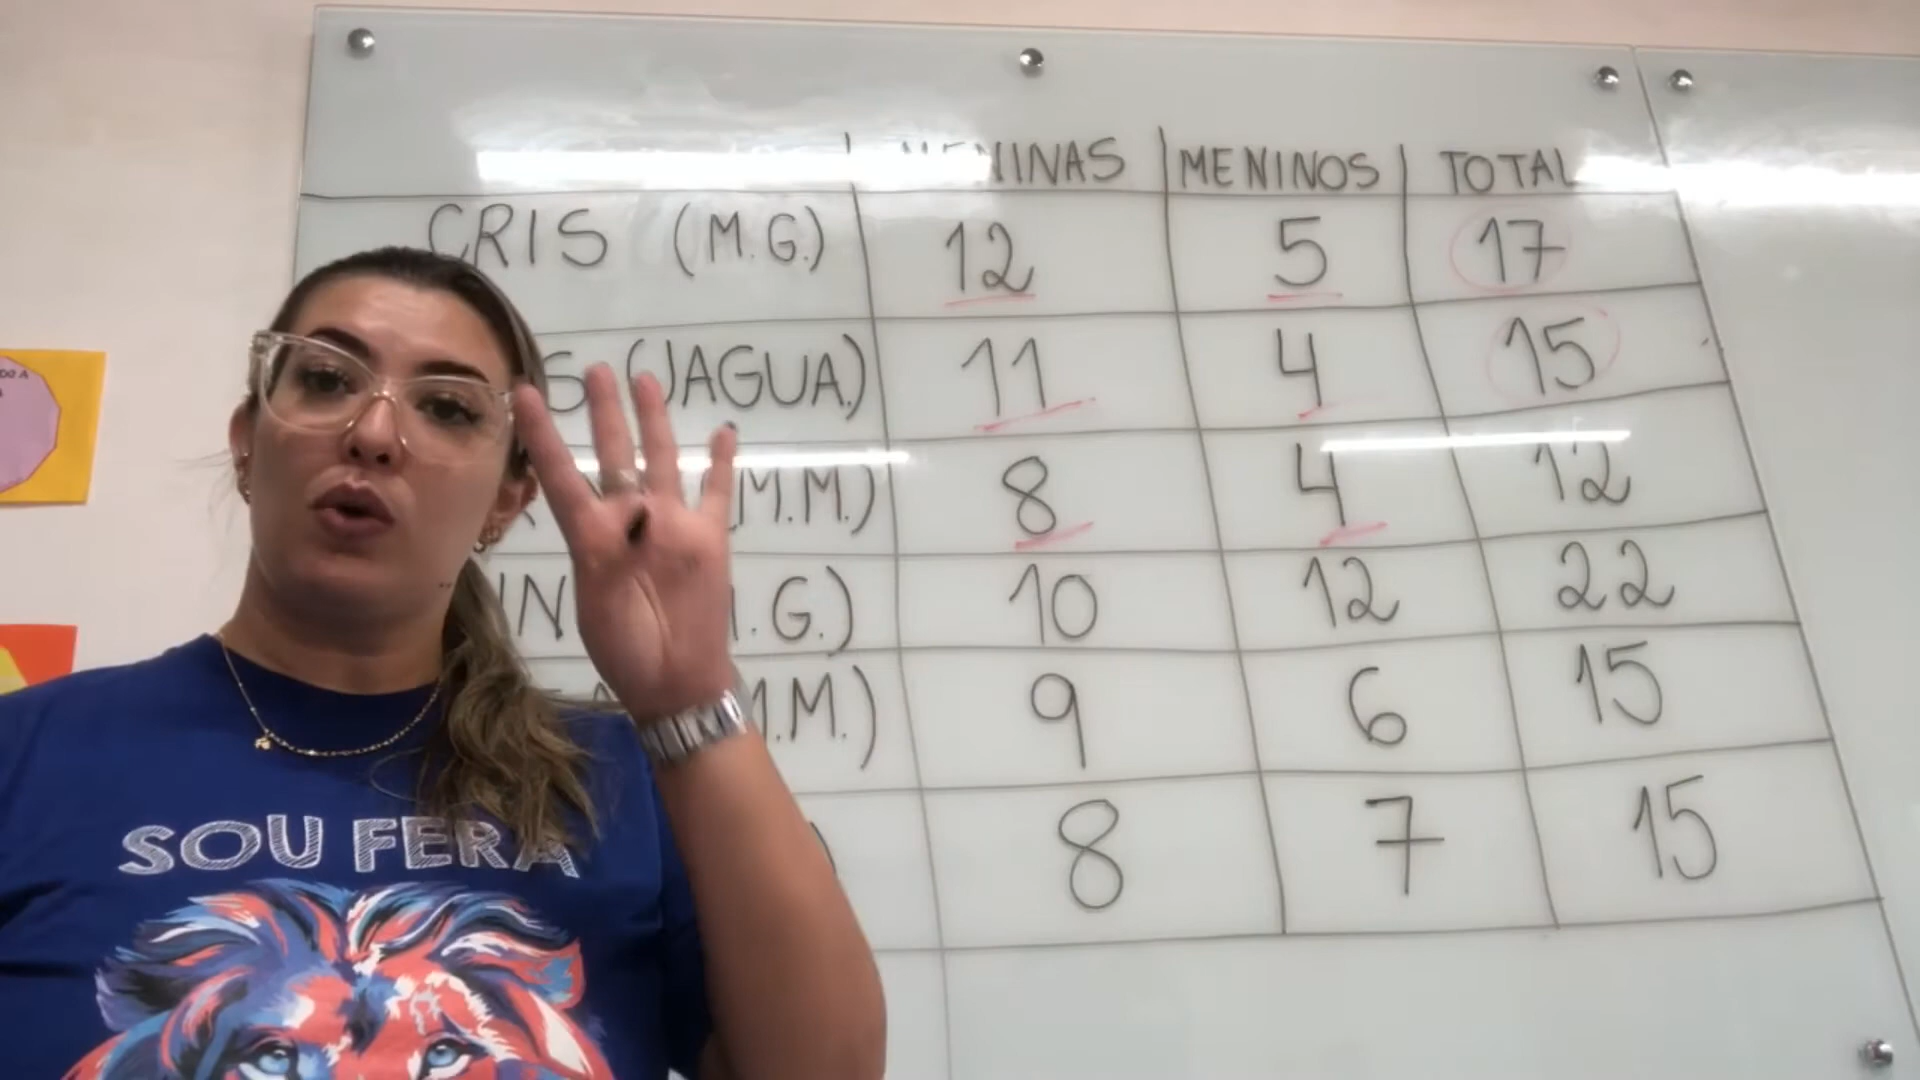 MENINAS MENINOS TOTAL
CRIS (M.G.) 12 5 17
(JAGUA.) 11 4 15
(M.M.) 8 4 12
10 12 22
9 6 15
8 7 15
SOU FERA